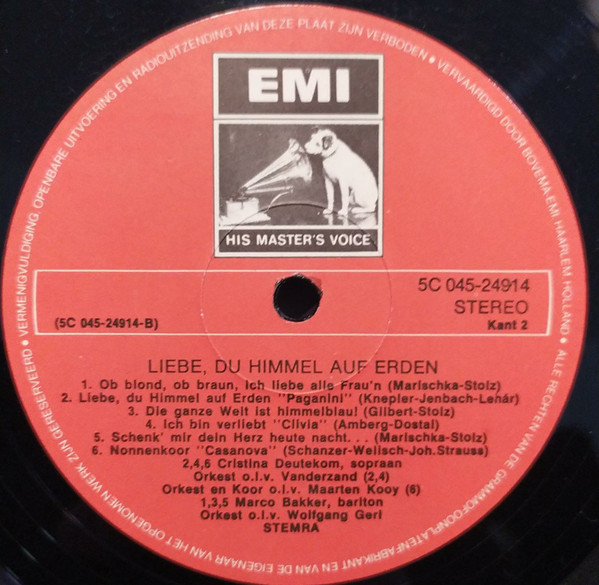 EMI
HIS MASTER'S VOICE
5C 045-24914
STEREO
(5C 045-24914-B)
Kant 2
LIEBE, DU HIMMEL AUF ERDEN
1. Ob blond, ob braun, ich liebe alle Frau'n (Marischka-Stolz)
2. Liebe, du Himmel auf Erden "Paganini" (Knepler-Jenbach-Lehár)
3. Die ganze Welt ist himmelblau! (Gilbert-Stolz)
4. Ich bin verliebt "Clivia" (Amberg-Dostal)
5. Schenk' mir dein Herz heute nacht. . . (Marischka-Stolz)
6. Nonnenkoor "Casanova" (Schanzer-Welisch-Joh.Strauss)
2,4,6 Cristina Deutekom, sopraan
Orkest o.l.v. Vanderzand (2,4)
Orkest en Koor o.l.v. Maarten Kooy (6)
1,3,5 Marco Bakker, bariton
Orkest o.l.v. Wolfgang Gerl
STEMRA
• VERVAARDIGD DOOR BOVEMA-EMI HAARLEM HOLLAND • ALLE RECHTEN VAN DE GRAMMOFOONPLATENFABRIKANT EN VAN DE EIGENAAR VAN HET OPGENOMEN WERK ZIJN GERESERVEERD • VERMENIGVULDIGING, OPENBARE UITVOERING EN RADIOUITZENDING VAN DEZE PLAAT ZIJN VERBODEN